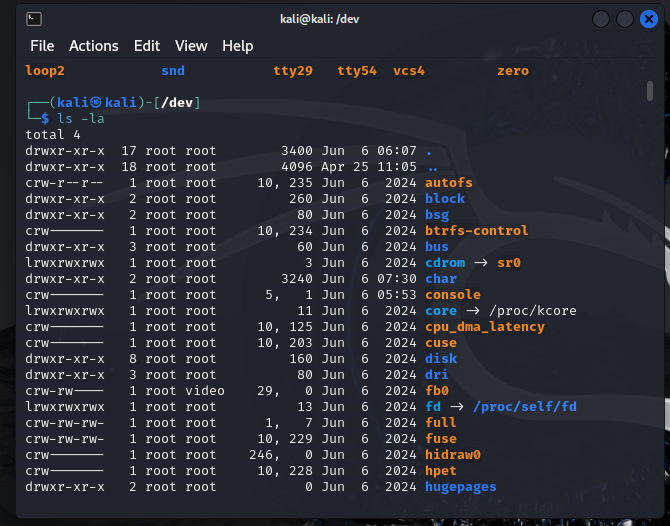 kali@kali: /dev
File Actions Edit View Help
loop2 snd tty29 tty54 vcs4 zero
┌──(kali㉿kali)-[/dev]
└─$ ls -la
total 4
drwxr-xr-x 17 root root 3400 Jun 6 06:07 .
drwxr-xr-x 18 root root 4096 Apr 25 11:05 ..
crw-r--r-- 1 root root 10, 235 Jun 6 2024 autofs
drwxr-xr-x 2 root root 260 Jun 6 2024 block
drwxr-xr-x 2 root root 80 Jun 6 2024 bsg
crw------- 1 root root 10, 234 Jun 6 2024 btrfs-control
drwxr-xr-x 3 root root 60 Jun 6 2024 bus
lrwxrwxrwx 1 root root 3 Jun 6 2024 cdrom -> sr0
drwxr-xr-x 2 root root 3240 Jun 6 07:30 char
crw------- 1 root root 5, 1 Jun 6 05:53 console
lrwxrwxrwx 1 root root 11 Jun 6 2024 core -> /proc/kcore
crw------- 1 root root 10, 125 Jun 6 2024 cpu_dma_latency
crw------- 1 root root 10, 203 Jun 6 2024 cuse
drwxr-xr-x 8 root root 160 Jun 6 2024 disk
drwxr-xr-x 3 root root 80 Jun 6 2024 dri
crw-rw---- 1 root video 29, 0 Jun 6 2024 fb0
lrwxrwxrwx 1 root root 13 Jun 6 2024 fd -> /proc/self/fd
crw-rw-rw- 1 root root 1, 7 Jun 6 2024 full
crw-rw-rw- 1 root root 10, 229 Jun 6 2024 fuse
crw------- 1 root root 246, 0 Jun 6 2024 hidraw0
crw------- 1 root root 10, 228 Jun 6 2024 hpet
drwxr-xr-x 2 root root 0 Jun 6 2024 hugepages